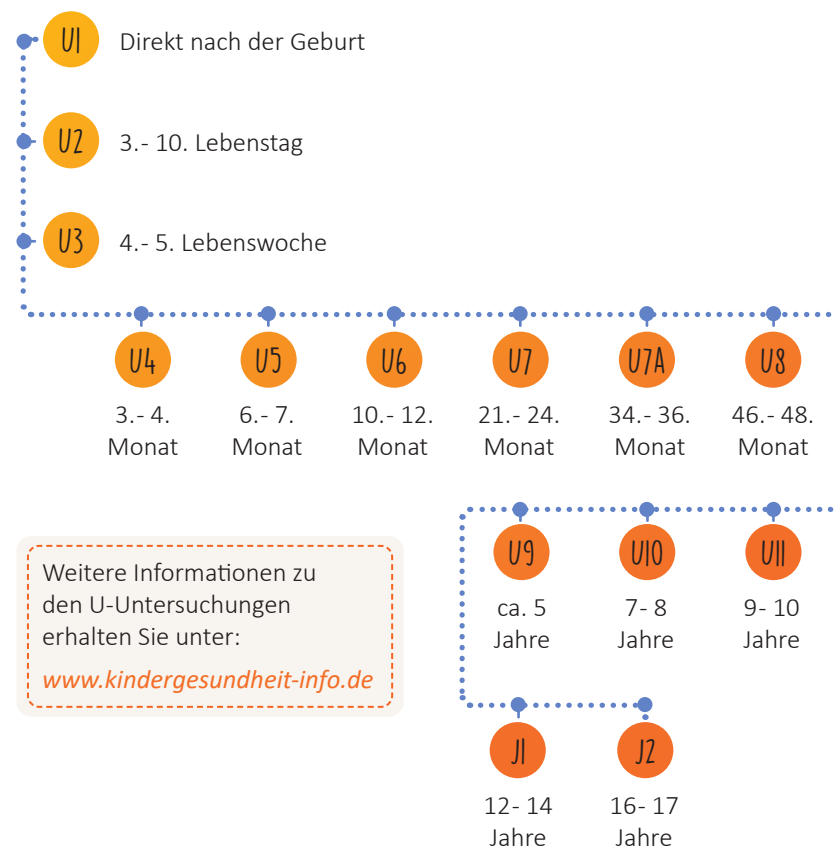 U1 Direkt nach der Geburt
U2 3.- 10. Lebenstag
U3 4.- 5. Lebenswoche
U4 U5 U6 U7 U7A U8
3.- 4. 6.- 7. 10.- 12. 21.- 24. 34.- 36. 46.- 48.
Monat Monat Monat Monat Monat Monat
U9 U10 U11
ca. 5 7- 8 9- 10
Jahre Jahre Jahre
Weitere Informationen zu
den U-Untersuchungen
erhalten Sie unter:
www.kindergesundheit-info.de
J1 J2
12- 14 16- 17
Jahre Jahre